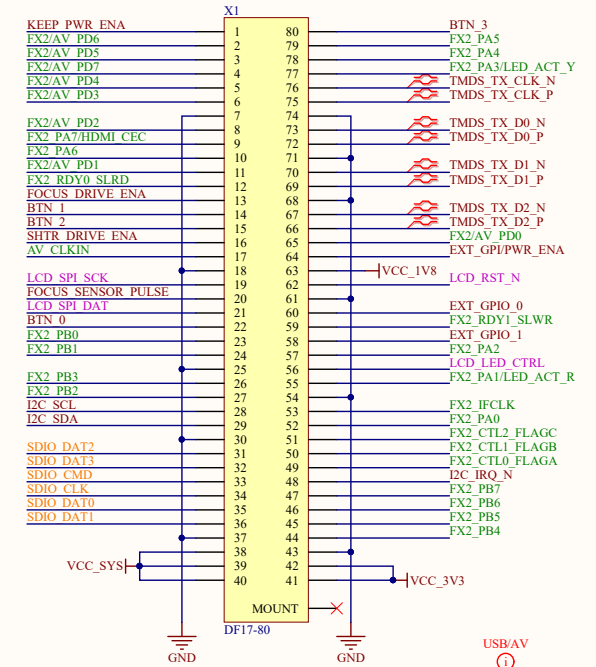 X1
KEEP_PWR_ENA 1 80 BTN_3
FX2/AV_PD6 2 79 FX2_PA5
FX2/AV_PD5 3 78 FX2_PA4
FX2/AV_PD7 4 77 FX2_PA3/LED_ACT_Y
FX2/AV_PD4 5 76 TMDS_TX_CLK_N
FX2/AV_PD3 6 75 TMDS_TX_CLK_P
7 74
FX2/AV_PD2 8 73 TMDS_TX_D0_N
FX2_PA7/HDMI_CEC 9 72 TMDS_TX_D0_P
FX2_PA6 10 71
FX2/AV_PD1 11 70 TMDS_TX_D1_N
FX2_RDY0_SLRD 12 69 TMDS_TX_D1_P
FOCUS_DRIVE_ENA 13 68
BTN_1 14 67 TMDS_TX_D2_N
BTN_2 15 66 TMDS_TX_D2_P
SHTR_DRIVE_ENA 16 65 FX2/AV_PD0
AV_CLKIN 17 64 EXT_GPI/PWR_ENA
18 63 VCC_1V8
LCD_SPI_SCK 19 62 LCD_RST_N
FOCUS_SENSOR_PULSE 20 61
LCD_SPI_DAT 21 60 EXT_GPIO_0
BTN_0 22 59 FX2_RDY1_SLWR
FX2_PB0 23 58 EXT_GPIO_1
FX2_PB1 24 57 FX2_PA2
25 56 LCD_LED_CTRL
FX2_PB3 26 55 FX2_PA1/LED_ACT_R
FX2_PB2 27 54
I2C_SCL 28 53 FX2_IFCLK
I2C_SDA 29 52 FX2_PA0
30 51 FX2_CTL2_FLAGC
SDIO_DAT2 31 50 FX2_CTL1_FLAGB
SDIO_DAT3 32 49 FX2_CTL0_FLAGA
SDIO_CMD 33 48 I2C_IRQ_N
SDIO_CLK 34 47 FX2_PB7
SDIO_DAT0 35 46 FX2_PB6
SDIO_DAT1 36 45 FX2_PB5
37 44 FX2_PB4
38 43
VCC_SYS 39 42
40 41 VCC_3V3
MOUNT
DF17-80
GND GND
USB/AV
i